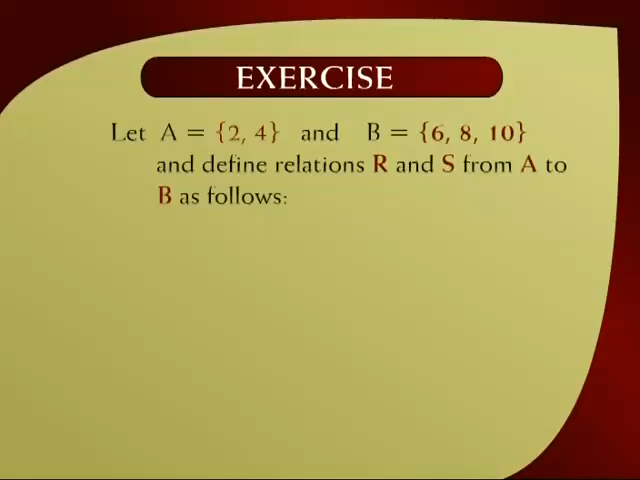 EXERCISE
Let A = {2, 4} and B = {6, 8, 10}
and define relations R and S from A to
B as follows: